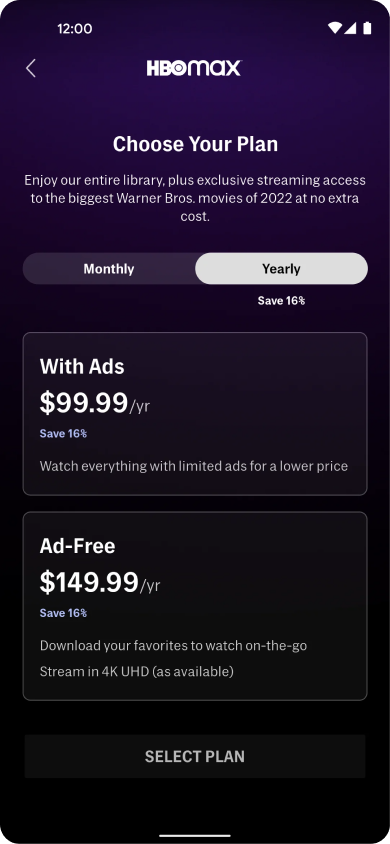 12:00
HBOMAX
Choose Your Plan
Enjoy our entire library, plus exclusive streaming access
to the biggest Warner Bros. movies of 2022 at no extra
cost.
Monthly
Yearly
Save 16%
With Ads
$99.99/yr
Save 16%
Watch everything with limited ads for a lower price
Ad-Free
$149.99/yr
Save 16%
Download your favorites to watch on-the-go
Stream in 4K UHD (as available)
SELECT PLAN